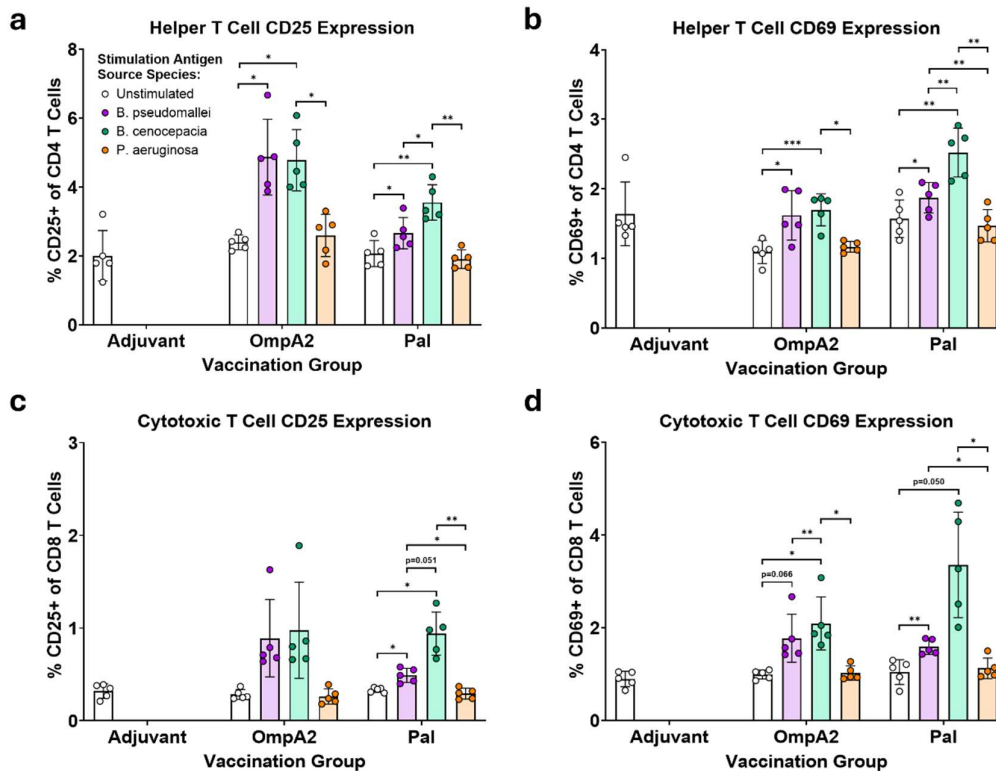 a
Helper T Cell CD25 Expression
% CD25+ of CD4 T Cells
8
6
4
2
0
Stimulation Antigen
Source Species:
Unstimulated
B. pseudomallei
B. cenocepacia
P. aeruginosa
* * *
* * ** * **
Adjuvant OmpA2 Pal
Vaccination Group
b
Helper T Cell CD69 Expression
% CD69+ of CD4 T Cells
4
3
2
1
0
* *** *
* ** ** ** **
Adjuvant OmpA2 Pal
Vaccination Group
c
Cytotoxic T Cell CD25 Expression
% CD25+ of CD8 T Cells
3
2
1
0
**
*
p=0.051
*
*
Adjuvant OmpA2 Pal
Vaccination Group
d
Cytotoxic T Cell CD69 Expression
% CD69+ of CD8 T Cells
6
4
2
0
*
**
*
p=0.066
*
*
p=0.050
**
Adjuvant OmpA2 Pal
Vaccination Group